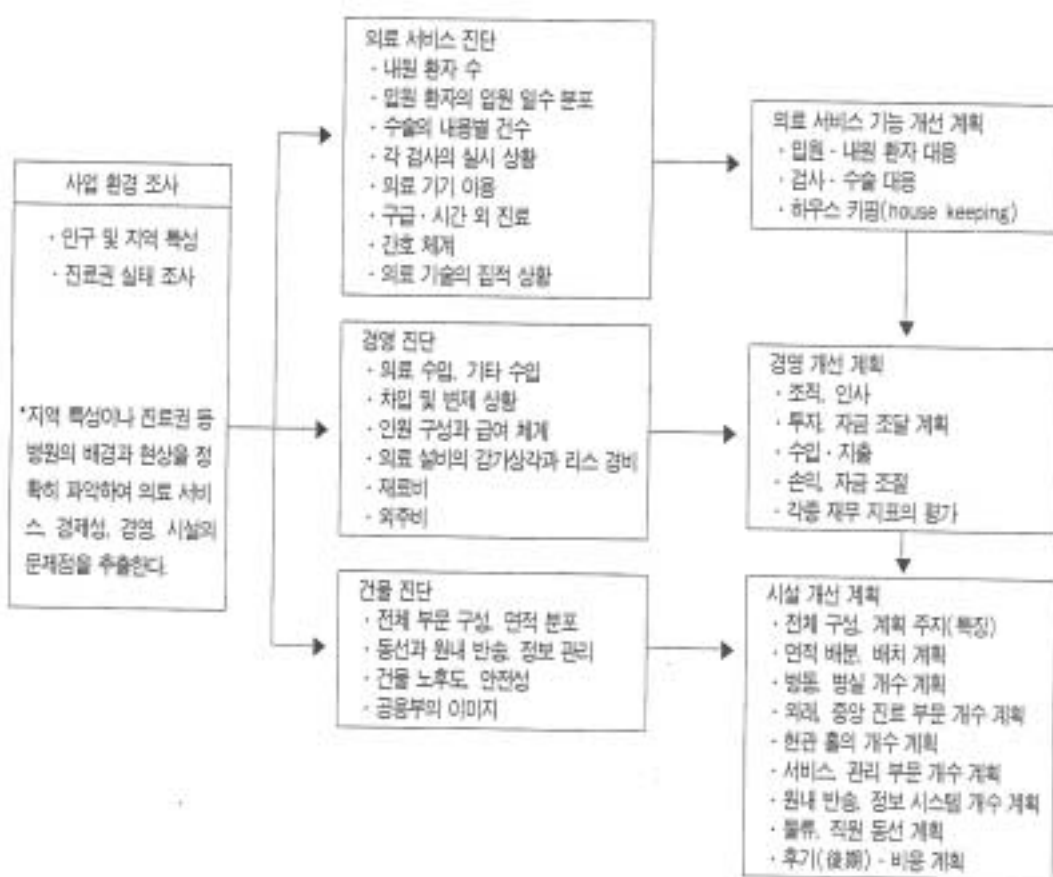 사업 환경 조사
· 인구 및 지역 특성
· 진료권 실태 조사
*지역 특성이나 진료권 등
병원의 배경과 현상을 정
확히 파악하여 의료 서비
스, 경제성, 경영, 시설의
문제점을 추출한다.
의료 서비스 진단
· 내원 환자 수
· 입원 환자의 입원 일수 분포
· 수술의 내용별 건수
· 각 검사의 실시 상황
· 의료 기기 이용
· 구급 · 시간 외 진료
· 간호 체계
· 의료 기술의 집적 상황
경영 진단
· 의료 수입, 기타 수입
· 차입 및 변제 상황
· 인원 구성과 급여 체계
· 의료 설비의 감가상각과 리스 경비
· 재료비
· 외주비
건물 진단
· 전체 부문 구성, 면적 분포
· 동선과 원내 반송, 정보 관리
· 건물 노후도, 안전성
· 공용부의 이미지
의료 서비스 기능 개선 계획
· 입원 - 내원 환자 대응
· 검사 - 수술 대응
· 하우스 키핑(house keeping)
경영 개선 계획
· 조직, 인사
· 투자, 자금 조달 계획
· 수입 · 지출
· 손익, 자금 조절
· 각종 재무 지표의 평가
시설 개선 계획
· 전체 구성, 계획 주지(특징)
· 면적 배분, 배치 계획
· 병동, 병실 개수 계획
· 외래, 중앙 진료 부문 개수 계획
· 현관 홀의 개수 계획
· 서비스, 관리 부문 개수 계획
· 원내 반송, 정보 시스템 개수 계획
· 물류, 직원 동선 계획
· 후기(後期) - 비용 계획